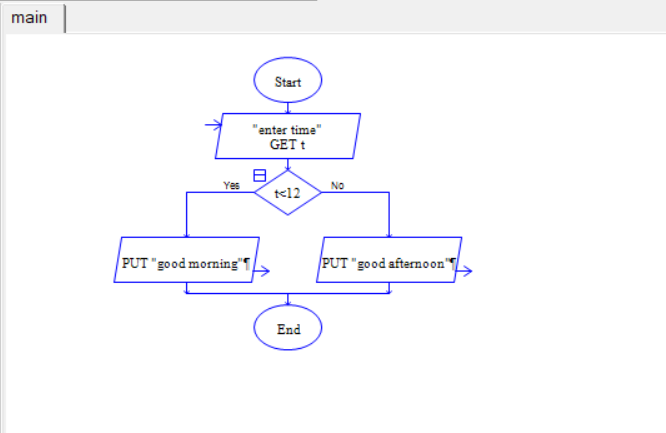 main
Start
"enter time"
GET t
Yes
t<12
No
PUT "good morning"¶
PUT "good afternoon"¶
End